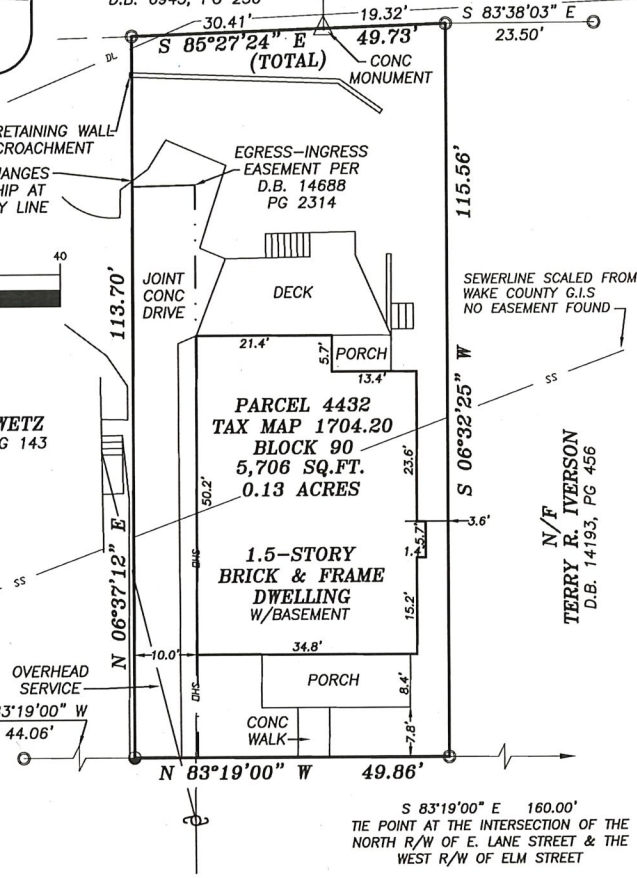 30.41'
19.32'
S 83°38'03" E
23.50'
S 85°27'24" E
49.73'
(TOTAL)
CONC
MONUMENT
DL
RETAINING WALL
EGRESS-INGRESS
EASEMENT PER
D.B. 14688
PG 2314
HIP AT
Y LINE
115.56'
40
113.70'
JOINT
CONC
DRIVE
DECK
SEWERLINE SCALED FROM
WAKE COUNTY G.I.S
NO EASEMENT FOUND
21.4'
5.7'
PORCH
13.4'
SS
PARCEL 4432
TAX MAP 1704.20
BLOCK 90
5,706 SQ.FT.
0.13 ACRES
WETZ
G 143
50.2'
23.6'
S 06°32'25" W
N/F
TERRY R. IVERSON
D.B. 14193, PG 456
3.6'
5.7'
1.4'
N 06°37'12" E
OHS
1.5-STORY
BRICK & FRAME
DWELLING
W/BASEMENT
15.2'
SS
34.8'
10.0'
OVERHEAD
SERVICE
OHS
PORCH
8.4'
3°19'00" W
44.06'
CONC
WALK
7.8'
N 83°19'00" W
49.86'
S 83°19'00" E 160.00'
TIE POINT AT THE INTERSECTION OF THE
NORTH R/W OF E. LANE STREET & THE
WEST R/W OF ELM STREET